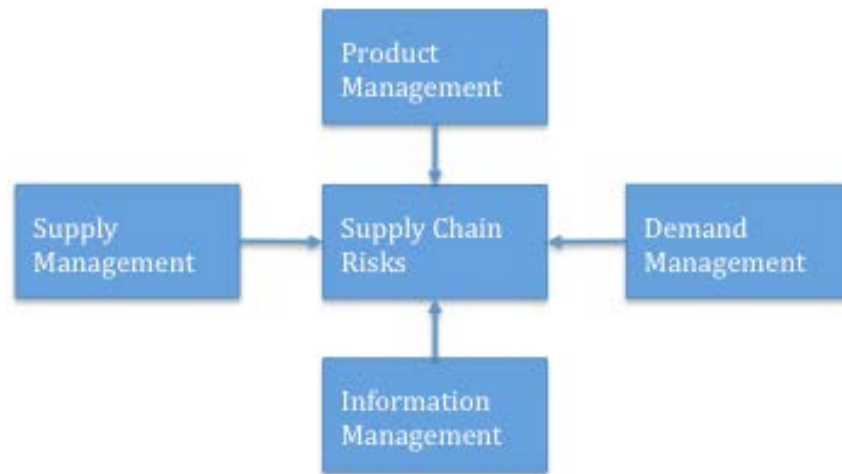 Product
Management
Supply
Management
Supply Chain
Risks
Demand
Management
Information
Management